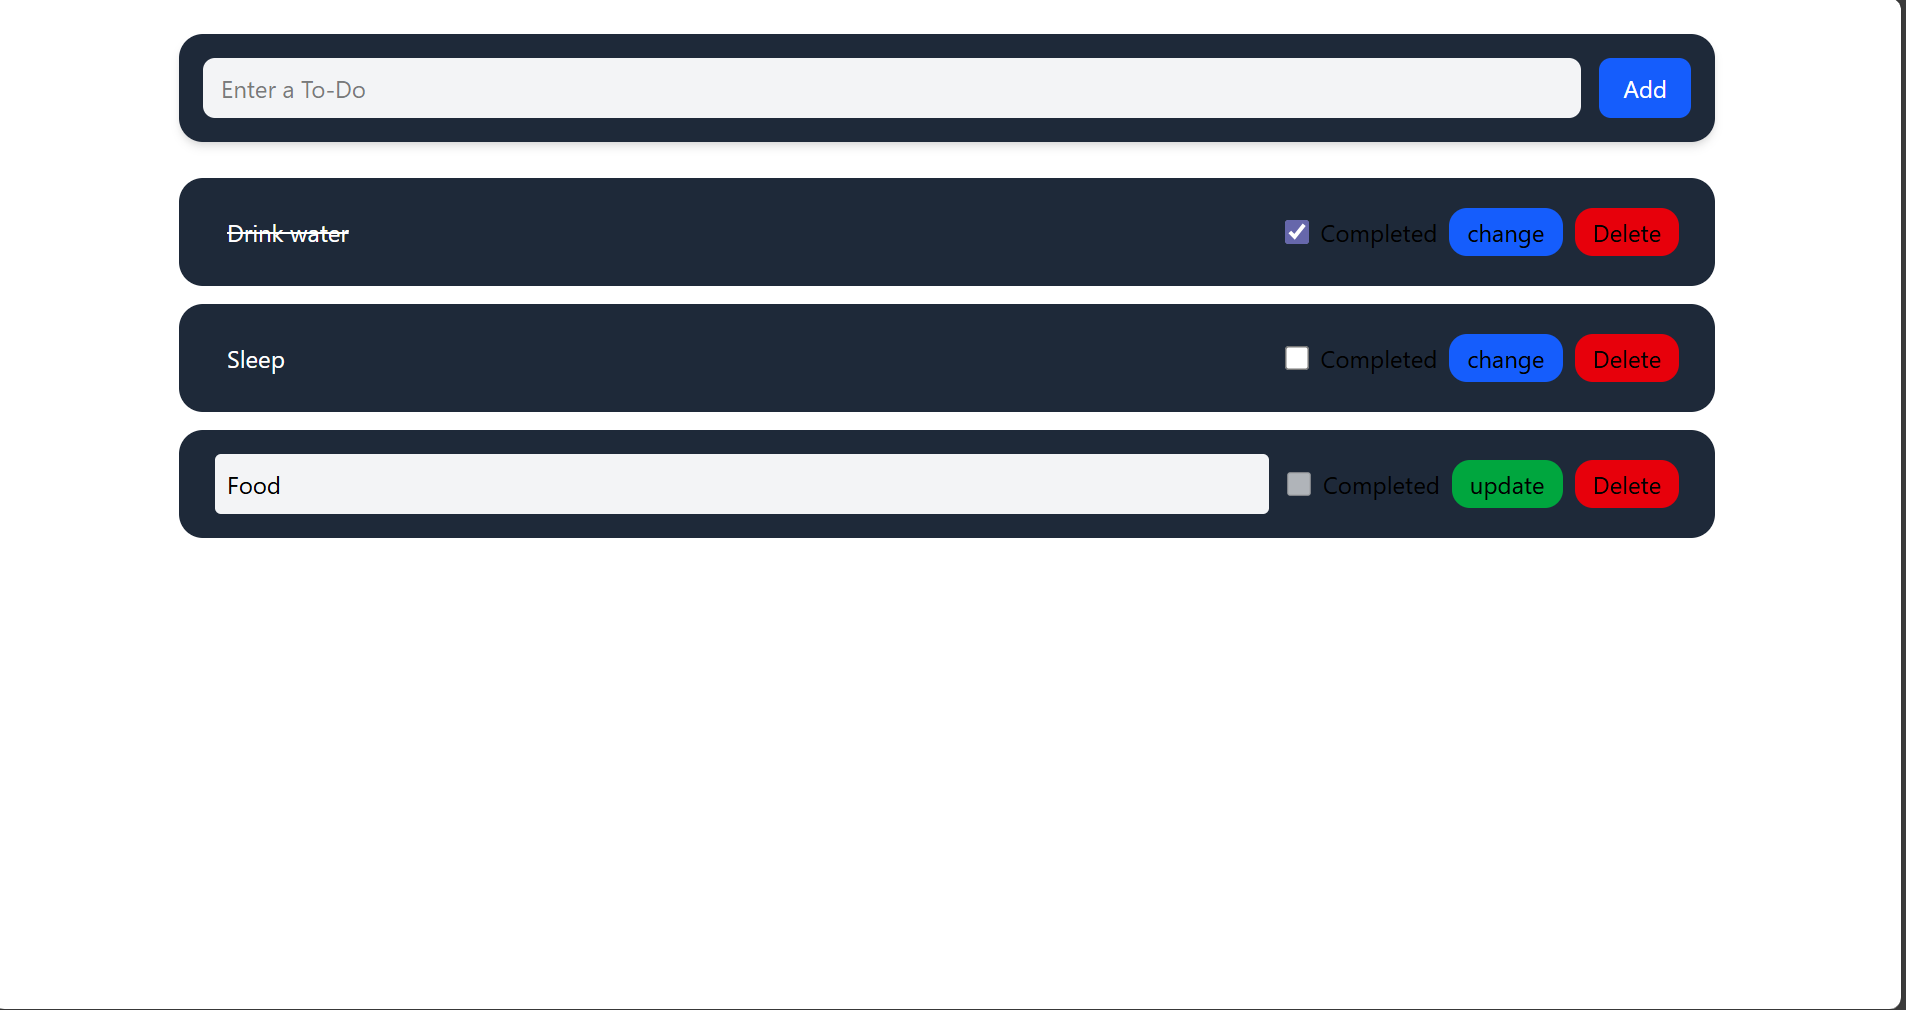 Enter a To-Do Add
Drink water Completed change Delete
Sleep Completed change Delete
Food Completed update Delete